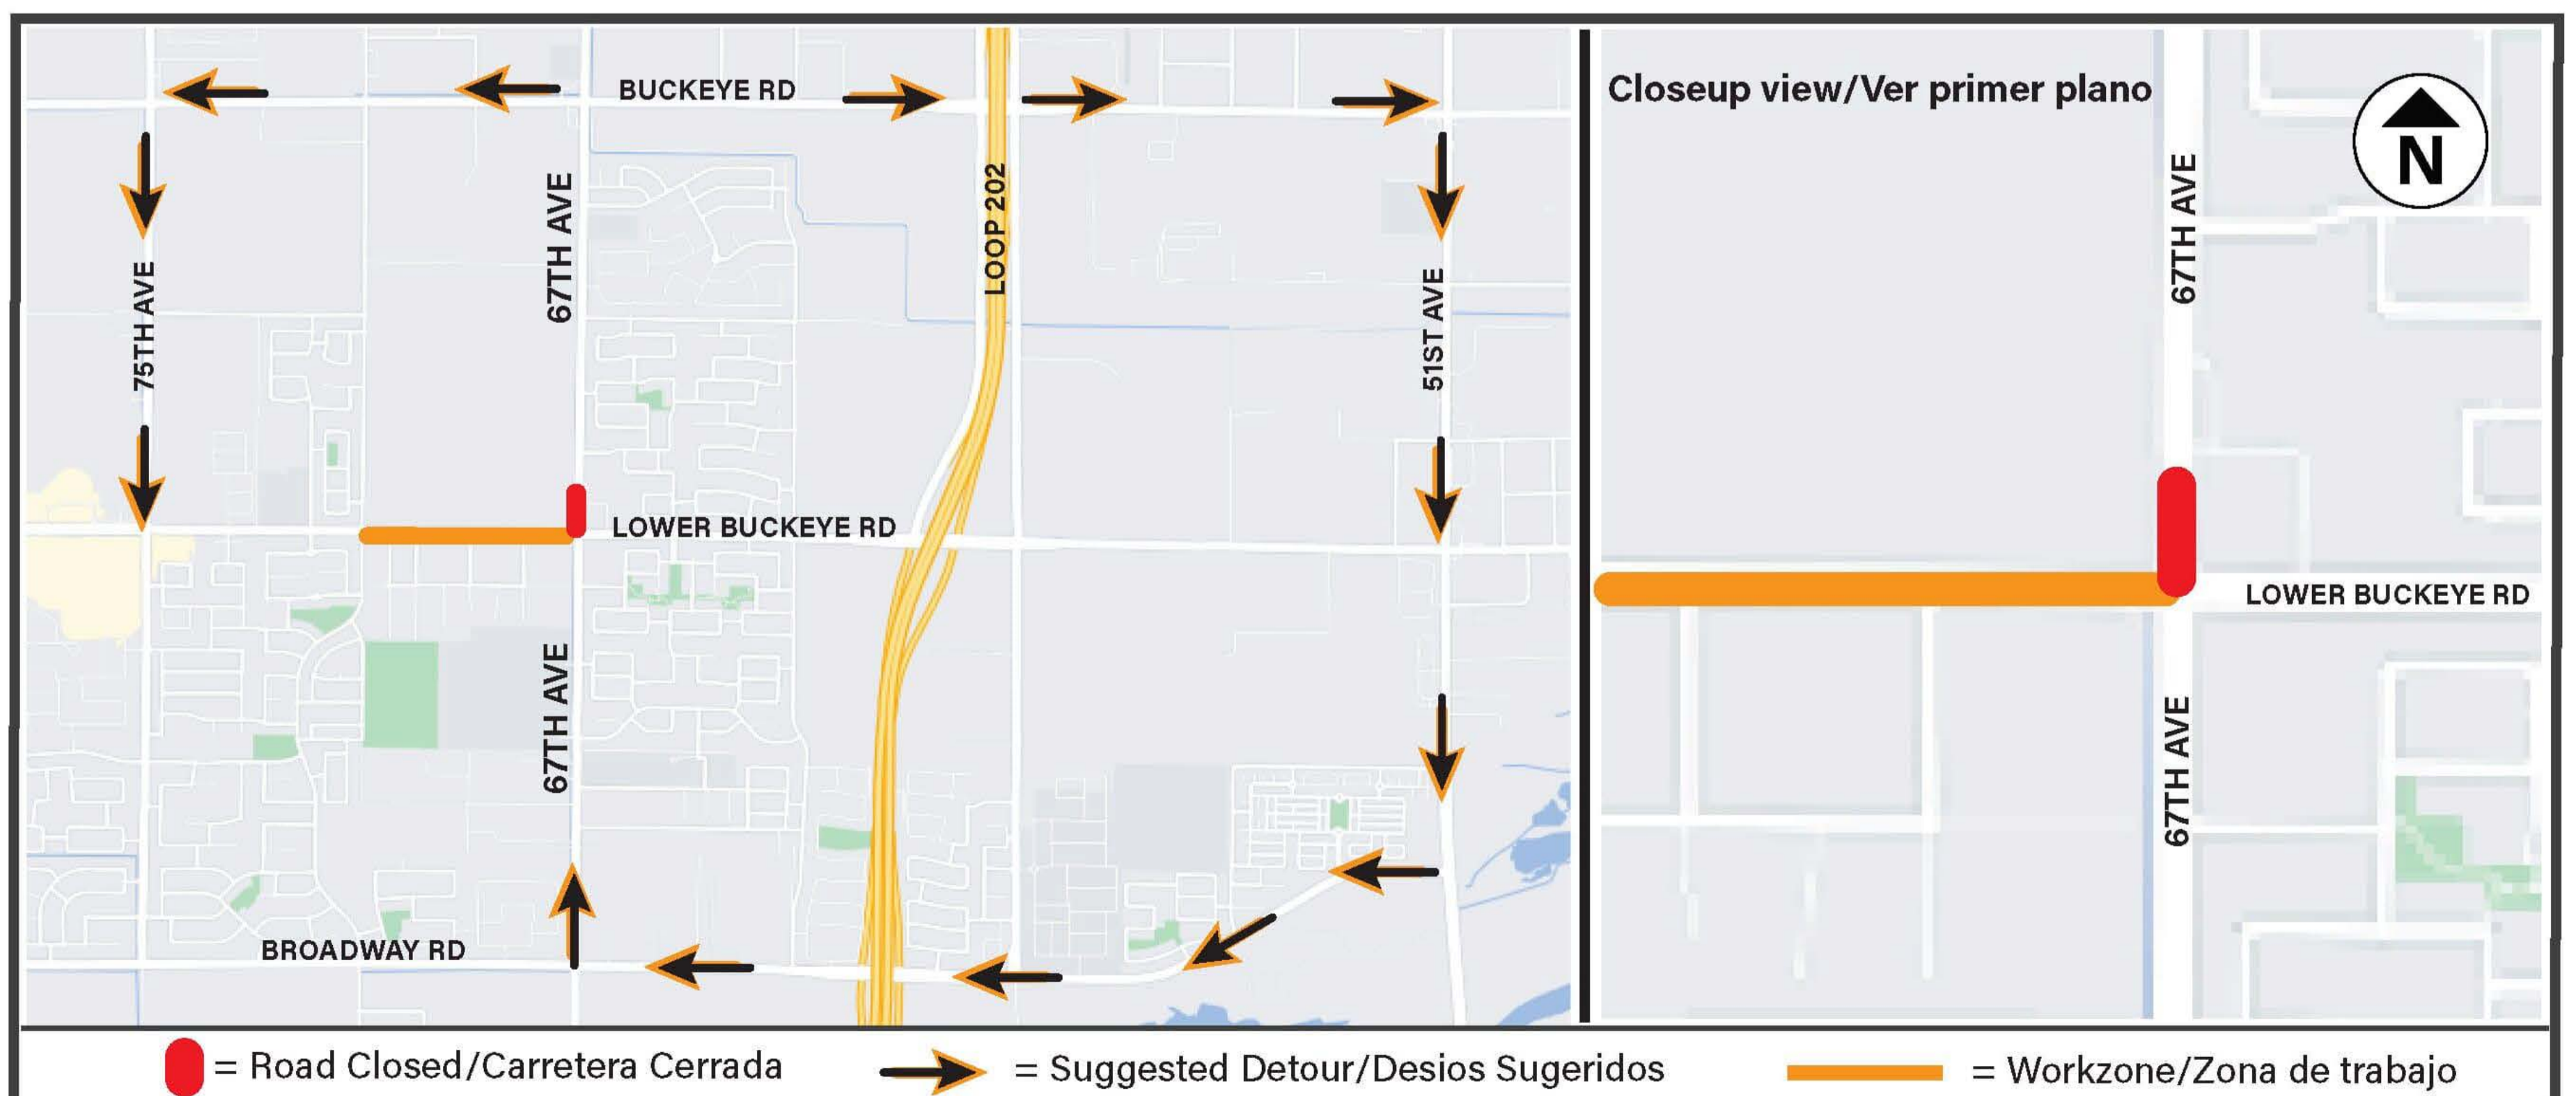 BUCKEYE RD
67TH AVE
LOOP 202
75TH AVE
51ST AVE
LOWER BUCKEYE RD
67TH AVE
BROADWAY RD
Closeup view/Ver primer plano
N
67TH AVE
LOWER BUCKEYE RD
67TH AVE
= Road Closed/Carretera Cerrada
= Suggested Detour/Desios Sugeridos
= Workzone/Zona de trabajo